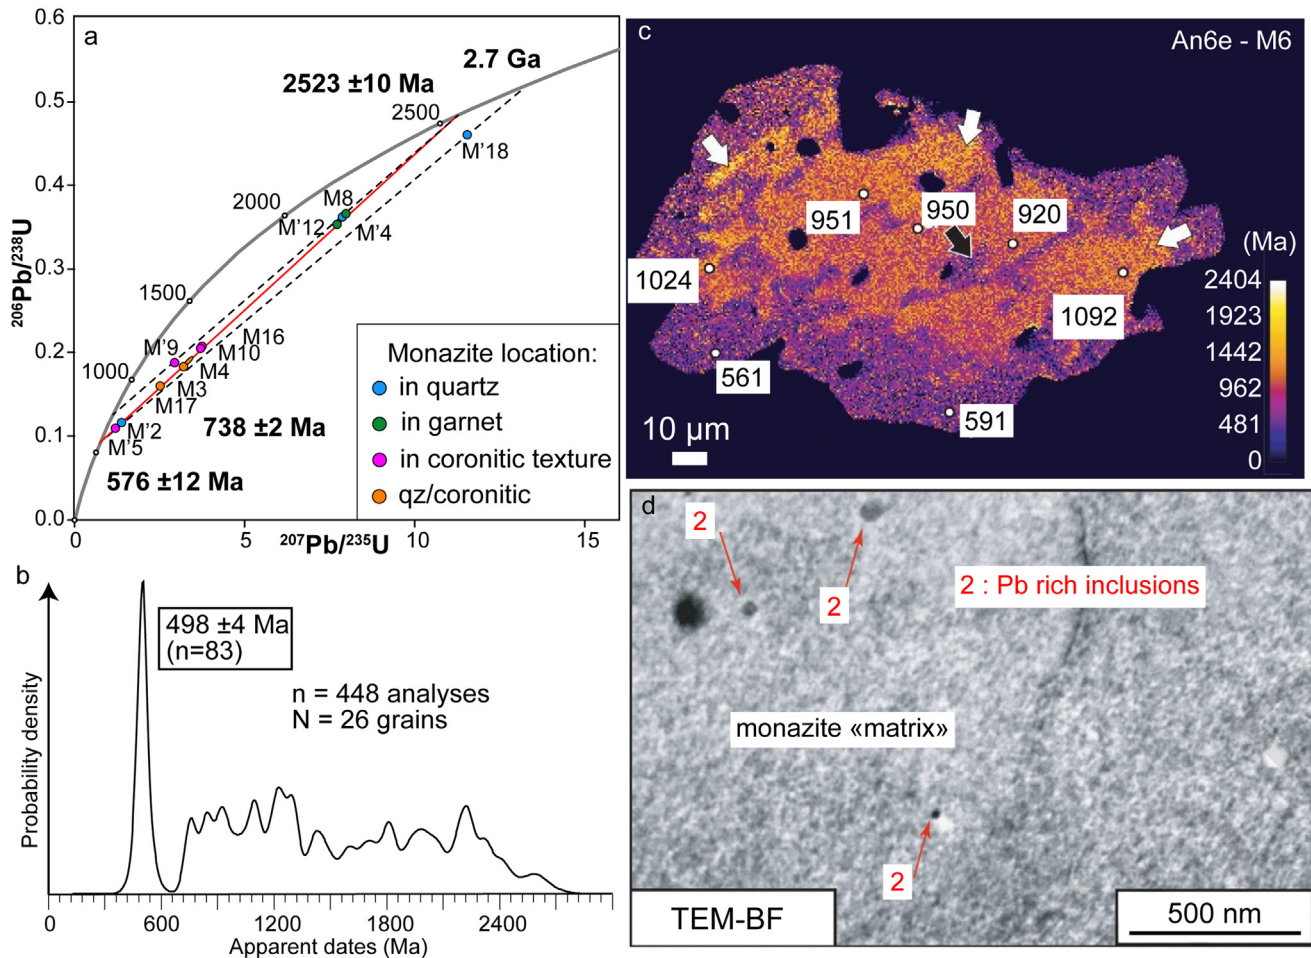 a
0.6
0.5
0.4
0.3
0.2
0.1
0.0
²⁰⁶Pb/²³⁸U
2.7 Ga
2523 ±10 Ma
2500
M'18
2000
M8
M'12
M'4
1500
M16
M'9
M10
1000
M4
M3
M17
738 ±2 Ma
M'2
M'5
576 ±12 Ma
Monazite location:
in quartz
in garnet
in coronitic texture
qz/coronitic
0
5
10
15
²⁰⁷Pb/²³⁵U
b
498 ±4 Ma
(n=83)
n = 448 analyses
N = 26 grains
Probability density
0
600
1200
1800
2400
Apparent dates (Ma)
c
An6e - M6
951
950
920
1024
1092
561
591
10 µm
(Ma)
2404
1923
1442
962
481
0
d
2
2
2 : Pb rich inclusions
monazite «matrix»
2
TEM-BF
500 nm